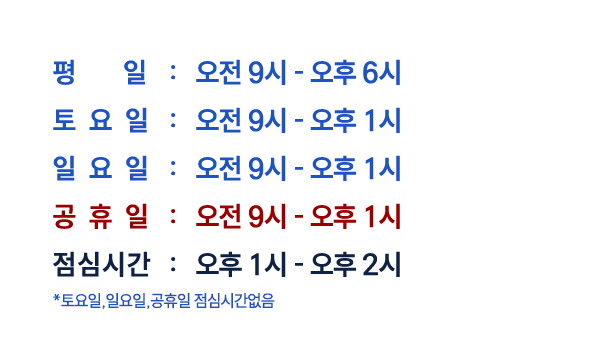 평 일 : 오전 9시 - 오후 6시
토 요 일 : 오전 9시 - 오후 1시
일 요 일 : 오전 9시 - 오후 1시
공 휴 일 : 오전 9시 - 오후 1시
점심시간 : 오후 1시 - 오후 2시
*토요일,일요일,공휴일 점심시간없음